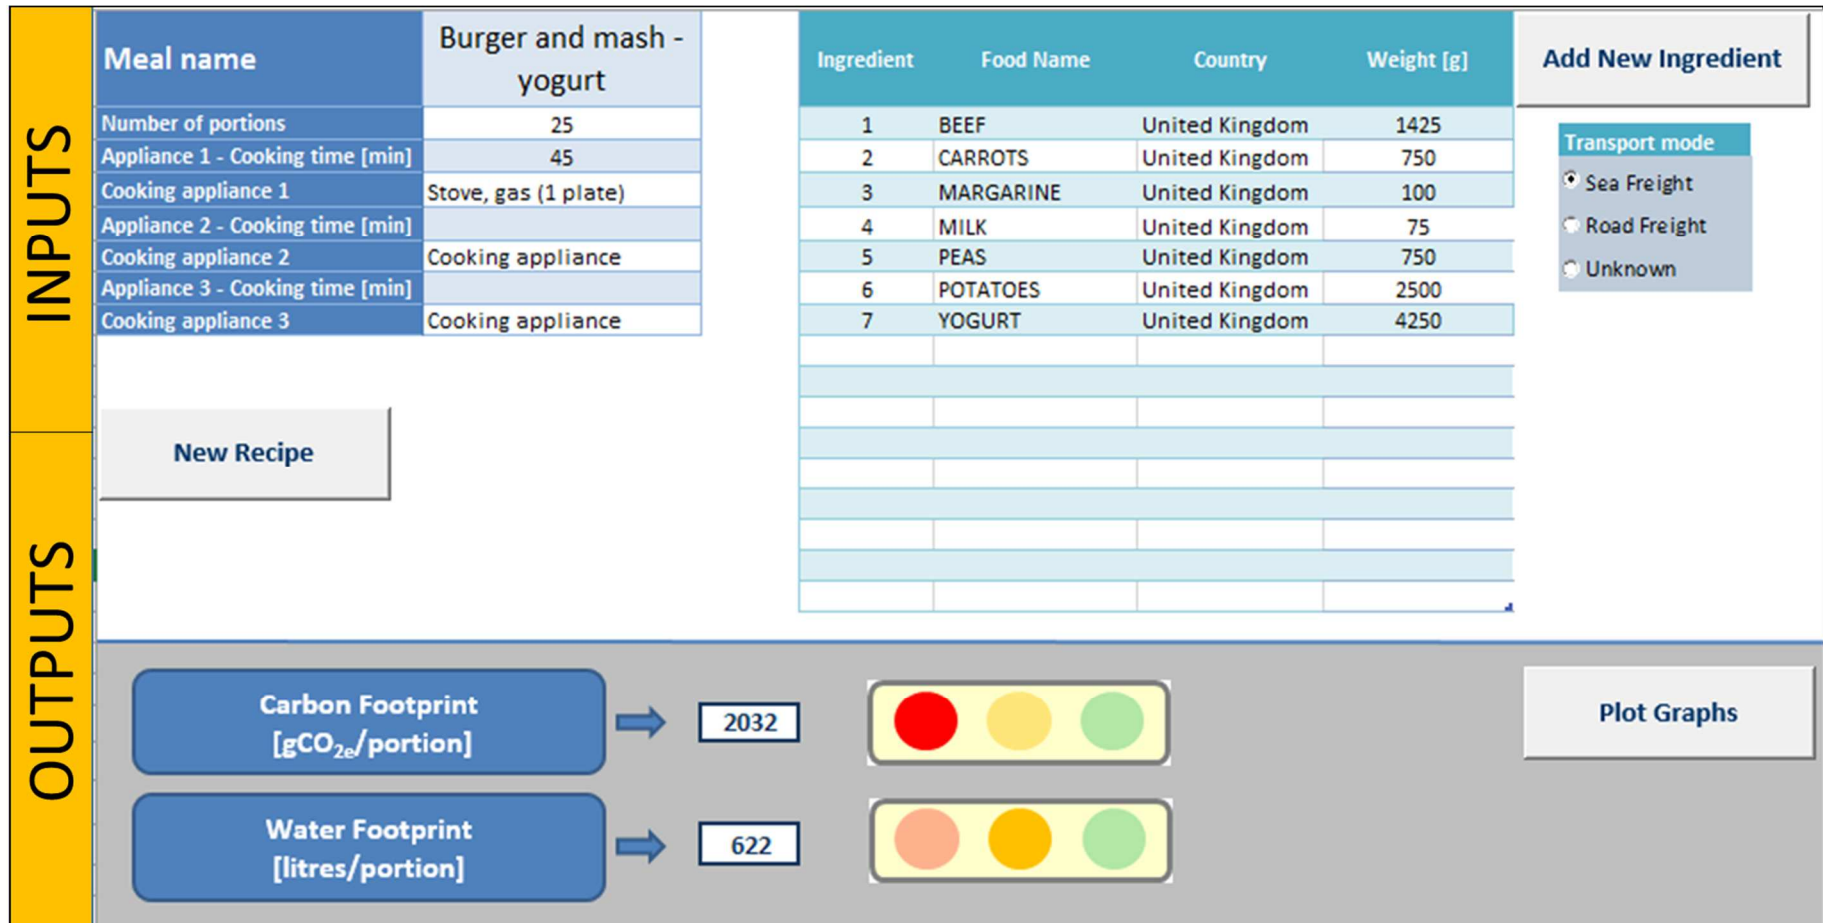 INPUTS
Meal name Burger and mash -
yogurt
Number of portions 25
Appliance 1 - Cooking time [min] 45
Cooking appliance 1 Stove, gas (1 plate)
Appliance 2 - Cooking time [min]
Cooking appliance 2 Cooking appliance
Appliance 3 - Cooking time [min]
Cooking appliance 3 Cooking appliance
New Recipe
Ingredient Food Name Country Weight [g]
1 BEEF United Kingdom 1425
2 CARROTS United Kingdom 750
3 MARGARINE United Kingdom 100
4 MILK United Kingdom 75
5 PEAS United Kingdom 750
6 POTATOES United Kingdom 2500
7 YOGURT United Kingdom 4250
Add New Ingredient
Transport mode
Sea Freight
Road Freight
Unknown
OUTPUTS
Carbon Footprint
[gCO₂ₑ/portion]
2032
Water Footprint
[litres/portion]
622
Plot Graphs